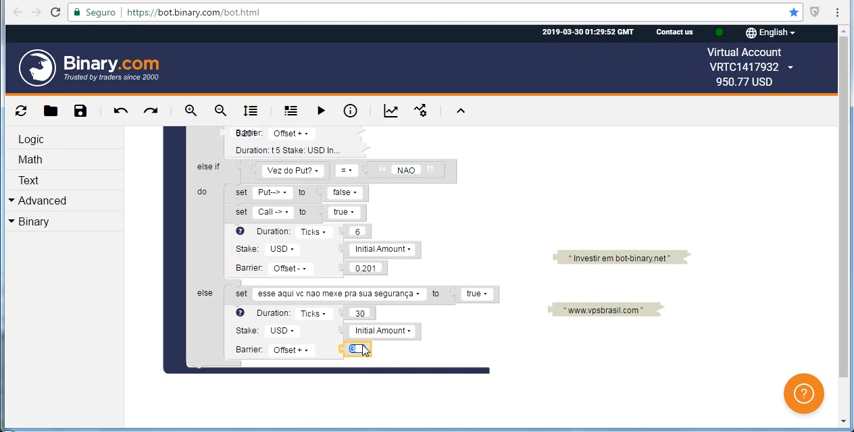 Seguro https://bot.binary.com/bot.html
2019-03-30 01:29:52 GMT Contact us English
Binary.com
Trusted by traders since 2000
Virtual Account
VRTC1417932
950.77 USD
Logic
Math
Text
Advanced
Binary
Barrier: Offset +
Duration: t 5 Stake: USD In...
else if Vez do Put? = “ NAO ”
do set Put--> to false
set Call -> to true
Duration: Ticks 6
Stake: USD Initial Amount
Barrier: Offset - 0.201
else set esse aqui vc nao mexe pra sua segurança to true
Duration: Ticks 30
Stake: USD Initial Amount
Barrier: Offset +
“ Investir em bot-binary.net ”
“ www.vpsbrasil.com ”